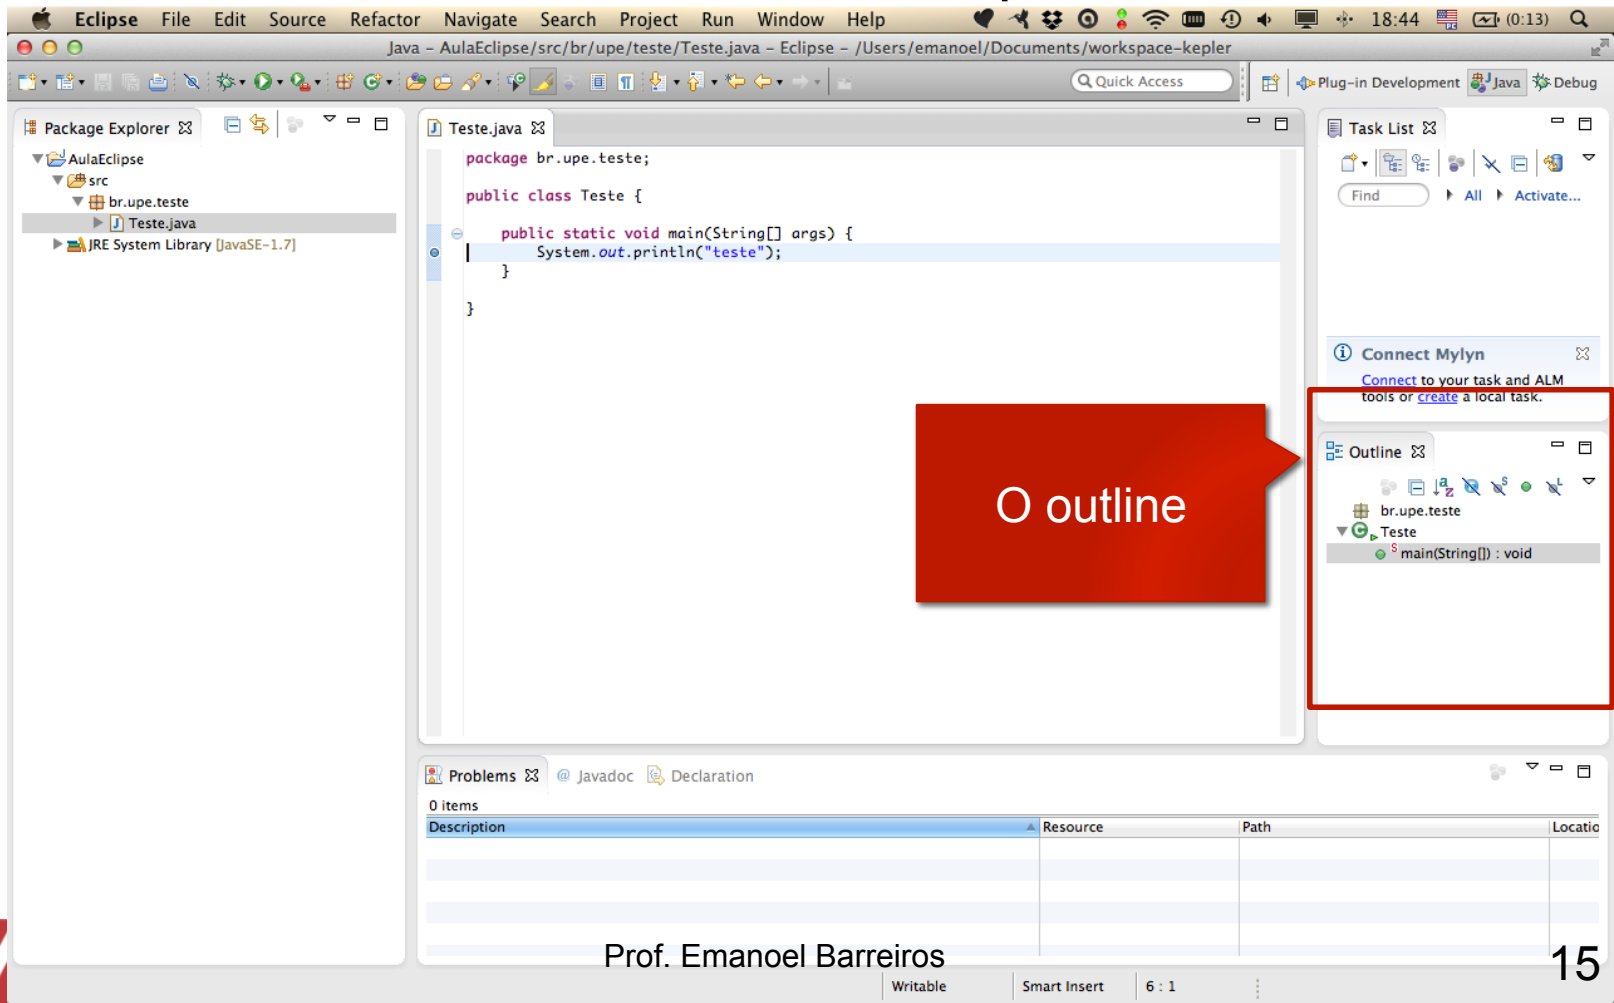 Eclipse File Edit Source Refactor Navigate Search Project Run Window Help 18:44 (0:13)
Java – AulaEclipse/src/br/upe/teste/Teste.java – Eclipse – /Users/emanoel/Documents/workspace-kepler
Quick Access Plug-in Development Java Debug
Package Explorer
AulaEclipse
src
br.upe.teste
Teste.java
JRE System Library [JavaSE-1.7]
Teste.java
package br.upe.teste;
public class Teste {
public static void main(String[] args) {
System.out.println("teste");
}
}
Task List
Find All Activate...
Connect Mylyn
Connect to your task and ALM
tools or create a local task.
O outline
Outline
br.upe.teste
Teste
main(String[]) : void
Problems Javadoc Declaration
0 items
Description Resource Path Locatio
Prof. Emanoel Barreiros
15
Writable Smart Insert 6 : 1